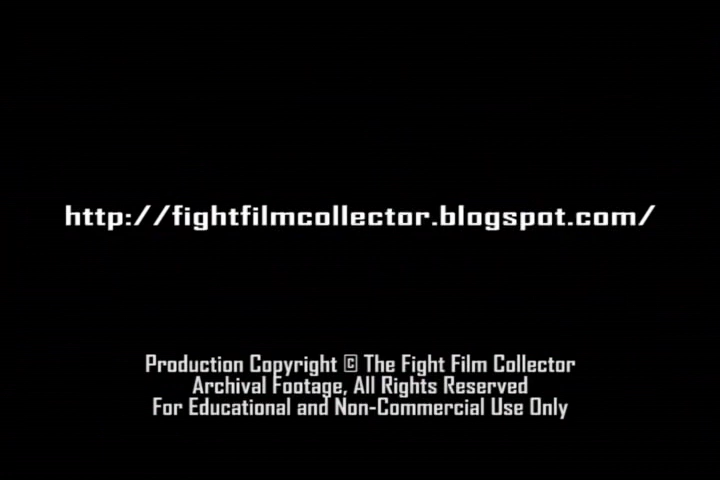 http://fightfilmcollector.blogspot.com/
Production Copyright © The Fight Film Collector
Archival Footage, All Rights Reserved
For Educational and Non-Commercial Use Only